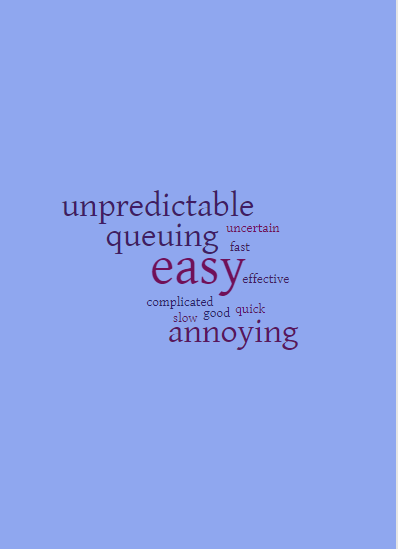 unpredictable
queuing uncertain
fast
easy
effective
complicated
slow good quick
annoying